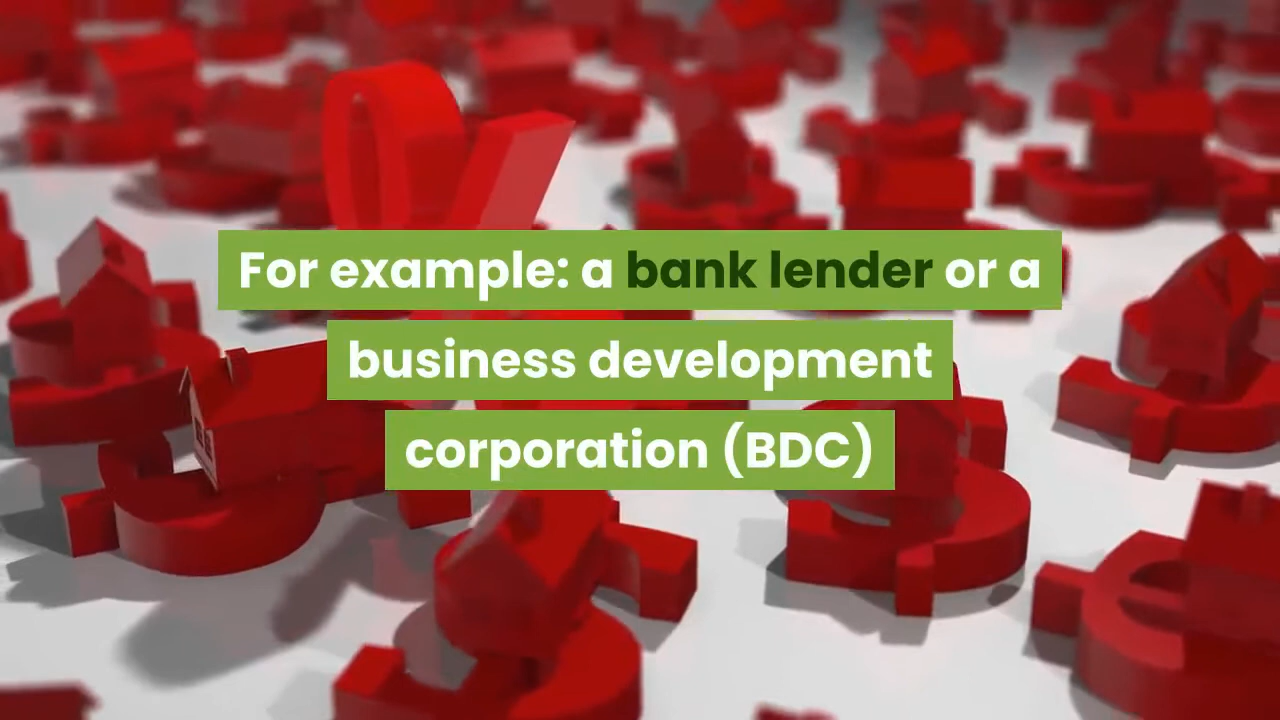 For example: a bank lender or a
business development
corporation (BDC)